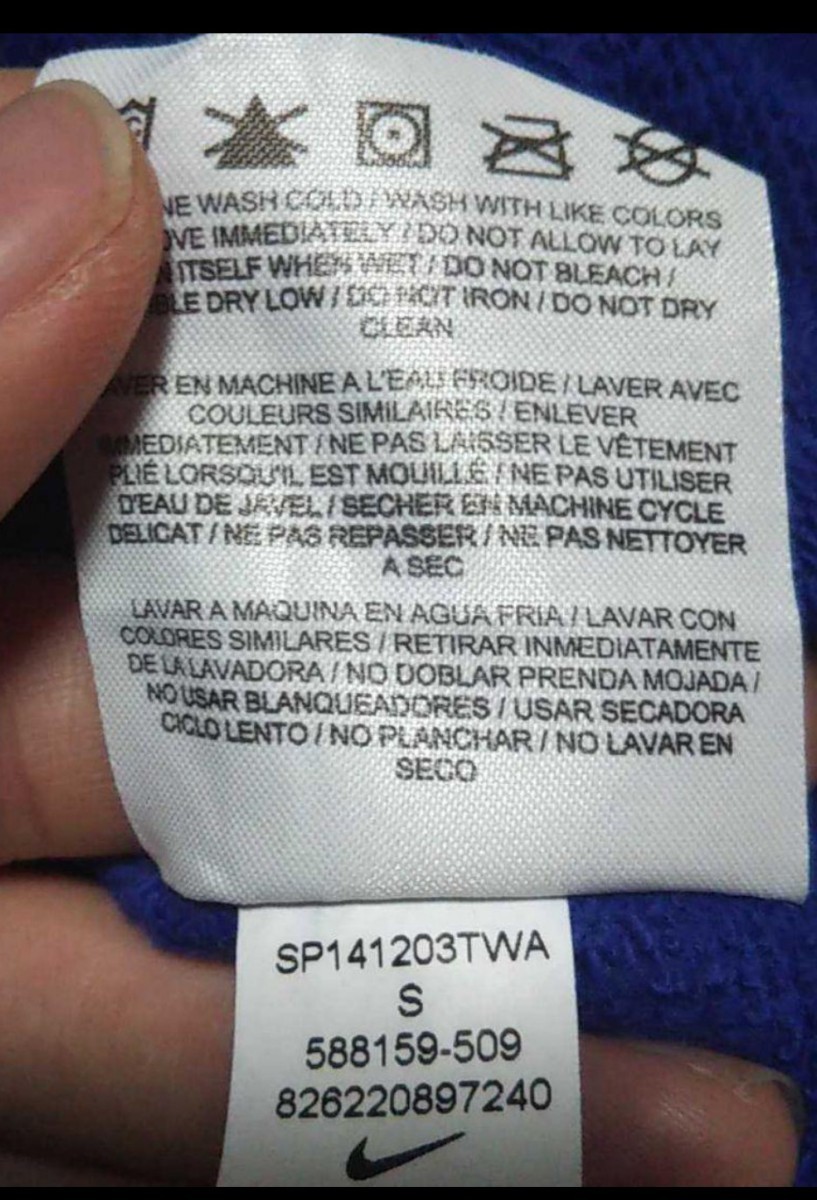 WASH COLD / WASH WITH LIKE COLORS
IMMEDIATELY / DO NOT ALLOW TO LAY
ITSELF WHEN WET / DO NOT BLEACH /
DRY LOW / DO NOT IRON / DO NOT DRY
CLEAN
EN MACHINE A L'EAU FROIDE / LAVER AVEC
COULEURS SIMILAIRES / ENLEVER
IMMEDIATEMENT / NE PAS LAISSER LE VÊTEMENT
PLIÉ LORSQU'IL EST MOUILLÉ / NE PAS UTILISER
D'EAU DE JAVEL / SECHER EN MACHINE CYCLE
DELICAT / NE PAS REPASSER / NE PAS NETTOYER
A SEC
LAVAR A MAQUINA EN AGUA FRIA / LAVAR CON
COLORES SIMILARES / RETIRAR INMEDIATAMENTE
DE LA LAVADORA / NO DOBLAR PRENDA MOJADA /
NO USAR BLANQUEADORES / USAR SECADORA
CICLO LENTO / NO PLANCHAR / NO LAVAR EN
SECO
SP141203TWA
S
588159-509
826220897240